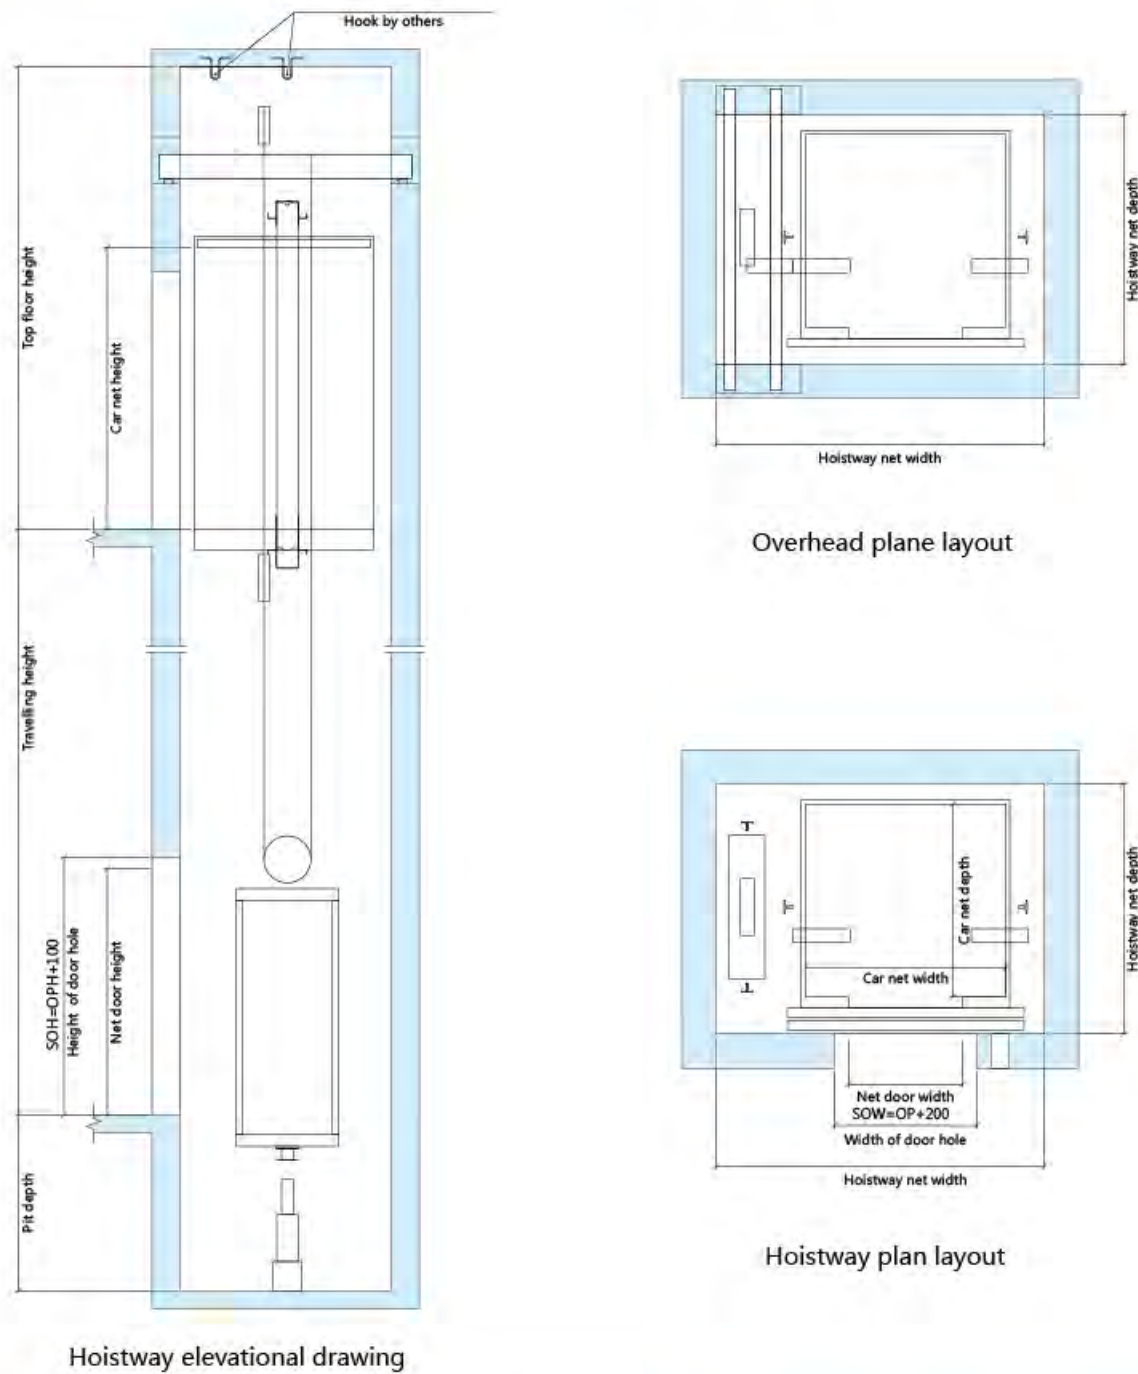 Hook by others
Top floor height
Car net height
Travelling height
SOH=OPH+100
Height of door hole
Net door height
Pit depth
Hoistway elevational drawing
Hoistway net depth
Hoistway net width
Overhead plane layout
Hoistway net depth
Car net depth
Car net width
Net door width
SOW=OP+200
Width of door hole
Hoistway net width
Hoistway plan layout